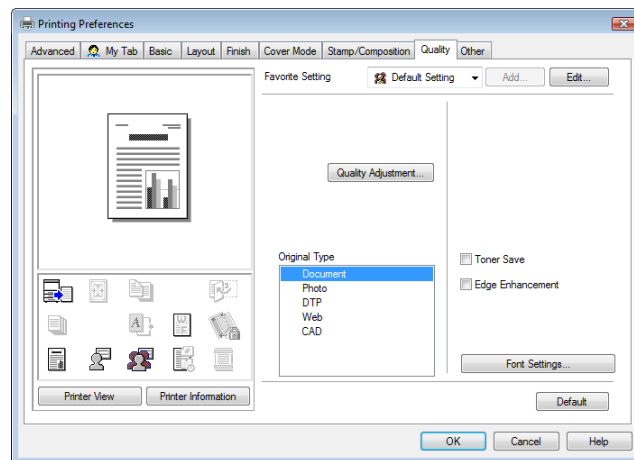 Printing Preferences
Advanced My Tab Basic Layout Finish Cover Mode Stamp/Composition Quality Other
Favorite Setting Default Setting Add... Edit...
Quality Adjustment...
Original Type
Document
Photo
DTP
Web
CAD
Toner Save
Edge Enhancement
Font Settings...
Printer View Printer Information
Default
OK Cancel Help